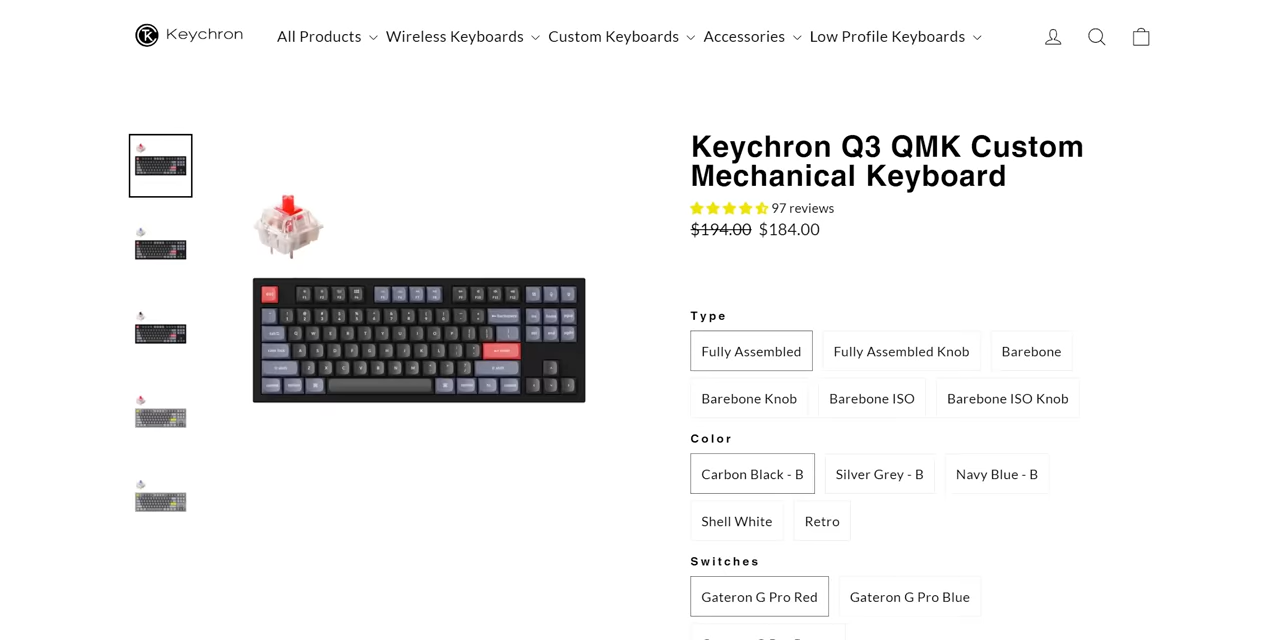 Keychron
All Products
Wireless Keyboards
Custom Keyboards
Accessories
Low Profile Keyboards
Keychron Q3 QMK Custom
Mechanical Keyboard
97 reviews
$194.00 $184.00
Type
Fully Assembled
Fully Assembled Knob
Barebone
Barebone Knob
Barebone ISO
Barebone ISO Knob
Color
Carbon Black - B
Silver Grey - B
Navy Blue - B
Shell White
Retro
Switches
Gateron G Pro Red
Gateron G Pro Blue